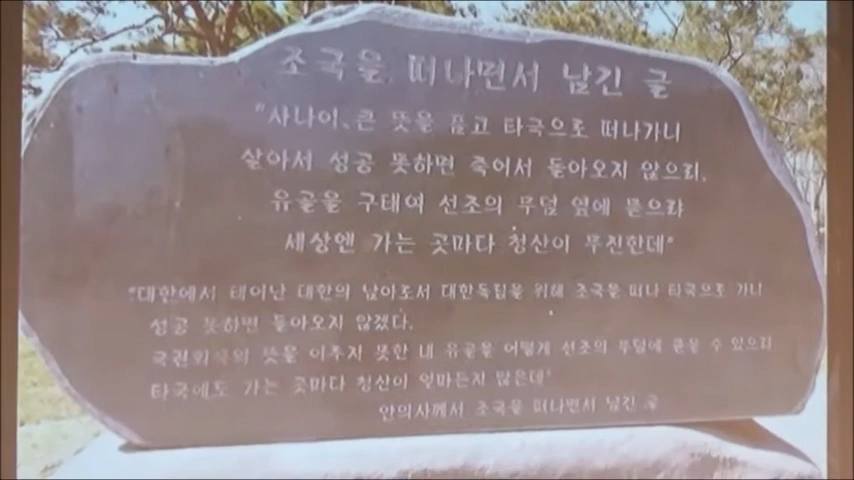 조국을 떠나면서 남긴 글
"사나이 큰 뜻을 품고 타국으로 떠나가니
살아서 성공 못하면 죽어서 돌아오지 않으리.
유골을 구태여 선조의 무덤 옆에 묻으랴
세상엔 가는 곳마다 청산이 무진한데"
"대한에서 태어난 대한의 남아로서 대한독립을 위해 조국을 떠나 타국으로 가니
성공 못하면 돌아오지 않겠다.
국권회복의 뜻을 이루지 못한 내 유골을 어떻게 선조의 무덤에 묻을 수 있으리
타국에도 가는 곳마다 청산이 얼마든지 많은데"
안의사께서 조국을 떠나면서 남긴 글